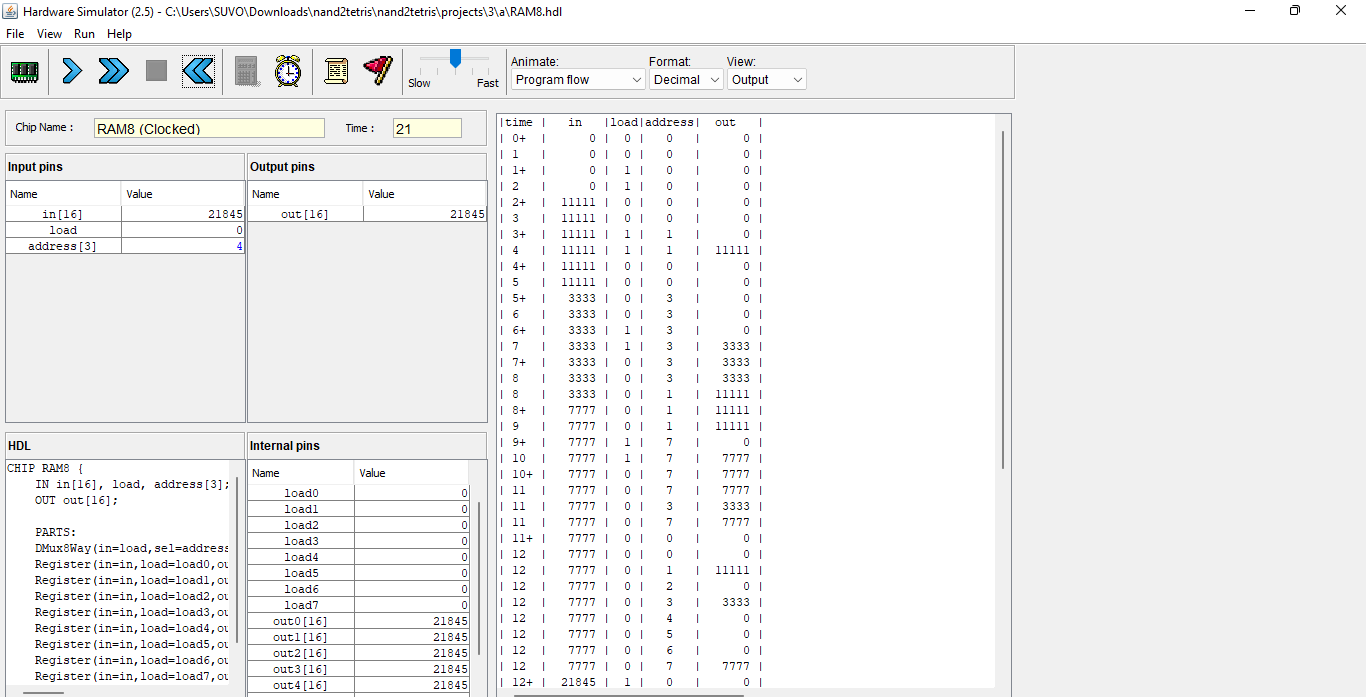 Hardware Simulator (2.5) - C:\Users\SUVO\Downloads\nand2tetris\nand2tetris\projects\3\a\RAM8.hdl
File View Run Help
Slow Fast
Animate: Format: View:
Program flow Decimal Output
Chip Name : RAM8 (Clocked) Time : 21
Input pins
Name Value
in[16] 21845
load 0
address[3] 4
Output pins
Name Value
out[16] 21845
HDL
CHIP RAM8 {
IN in[16], load, address[3];
OUT out[16];
PARTS:
DMux8Way(in=load,sel=address
Register(in=in,load=load0,ou
Register(in=in,load=load1,ou
Register(in=in,load=load2,ou
Register(in=in,load=load3,ou
Register(in=in,load=load4,ou
Register(in=in,load=load5,ou
Register(in=in,load=load6,ou
Register(in=in,load=load7,ou
Internal pins
Name Value
load0 0
load1 0
load2 0
load3 0
load4 0
load5 0
load6 0
load7 0
out0[16] 21845
out1[16] 21845
out2[16] 21845
out3[16] 21845
out4[16] 21845
|time | in |load|address| out |
| 0+ | 0 | 0 | 0 | 0 |
| 1 | 0 | 0 | 0 | 0 |
| 1+ | 0 | 1 | 0 | 0 |
| 2 | 0 | 1 | 0 | 0 |
| 2+ | 11111 | 0 | 0 | 0 |
| 3 | 11111 | 0 | 0 | 0 |
| 3+ | 11111 | 1 | 1 | 0 |
| 4 | 11111 | 1 | 1 | 11111 |
| 4+ | 11111 | 0 | 0 | 0 |
| 5 | 11111 | 0 | 0 | 0 |
| 5+ | 3333 | 0 | 3 | 0 |
| 6 | 3333 | 0 | 3 | 0 |
| 6+ | 3333 | 1 | 3 | 0 |
| 7 | 3333 | 1 | 3 | 3333 |
| 7+ | 3333 | 0 | 3 | 3333 |
| 8 | 3333 | 0 | 3 | 3333 |
| 8 | 3333 | 0 | 1 | 11111 |
| 8+ | 7777 | 0 | 1 | 11111 |
| 9 | 7777 | 0 | 1 | 11111 |
| 9+ | 7777 | 1 | 7 | 0 |
| 10 | 7777 | 1 | 7 | 7777 |
| 10+ | 7777 | 0 | 7 | 7777 |
| 11 | 7777 | 0 | 7 | 7777 |
| 11 | 7777 | 0 | 3 | 3333 |
| 11 | 7777 | 0 | 7 | 7777 |
| 11+ | 7777 | 0 | 0 | 0 |
| 12 | 7777 | 0 | 0 | 0 |
| 12 | 7777 | 0 | 1 | 11111 |
| 12 | 7777 | 0 | 2 | 0 |
| 12 | 7777 | 0 | 3 | 3333 |
| 12 | 7777 | 0 | 4 | 0 |
| 12 | 7777 | 0 | 5 | 0 |
| 12 | 7777 | 0 | 6 | 0 |
| 12 | 7777 | 0 | 7 | 7777 |
| 12+ | 21845 | 1 | 0 | 0 |